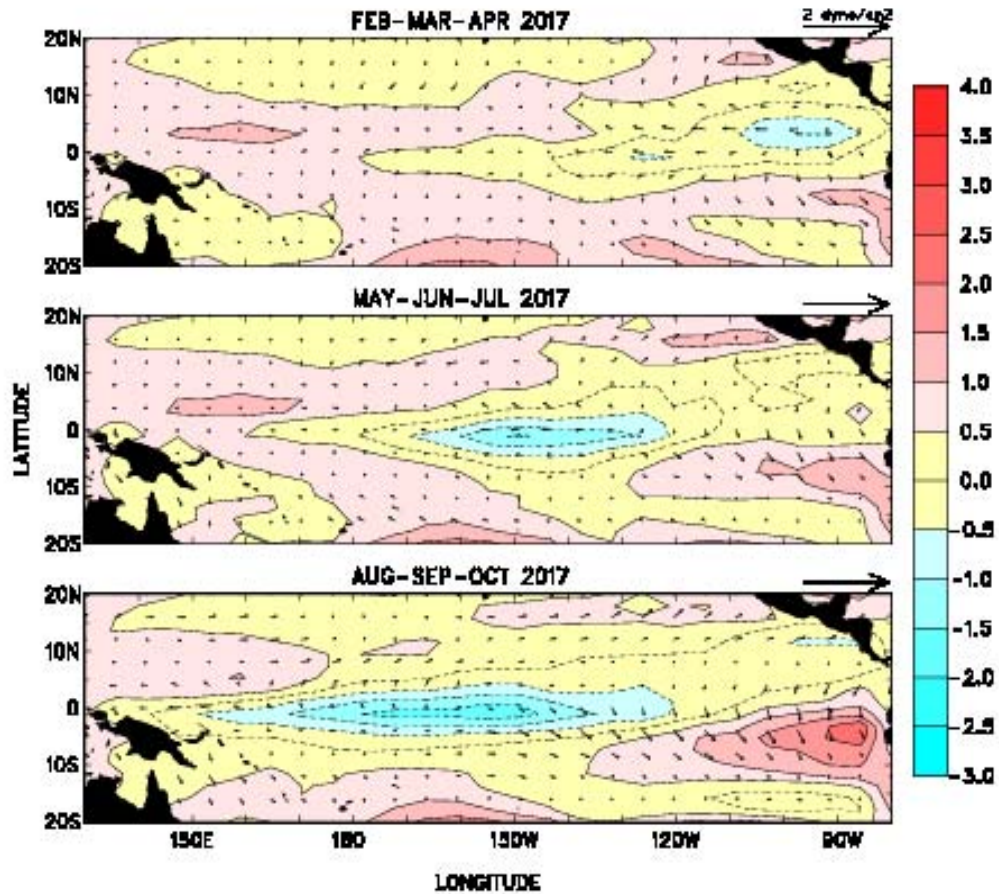 FEB-MAR-APR 2017
2 dyne/cm2
20N
10N
0
10S
20S
MAY-JUN-JUL 2017
20N
10N
0
10S
20S
AUG-SEP-OCT 2017
20N
10N
0
10S
20S
150E 180 150W 120W 90W
LONGITUDE
LATITUDE
4.0
3.5
3.0
2.5
2.0
1.5
1.0
0.5
0.0
-0.5
-1.0
-1.5
-2.0
-2.5
-3.0